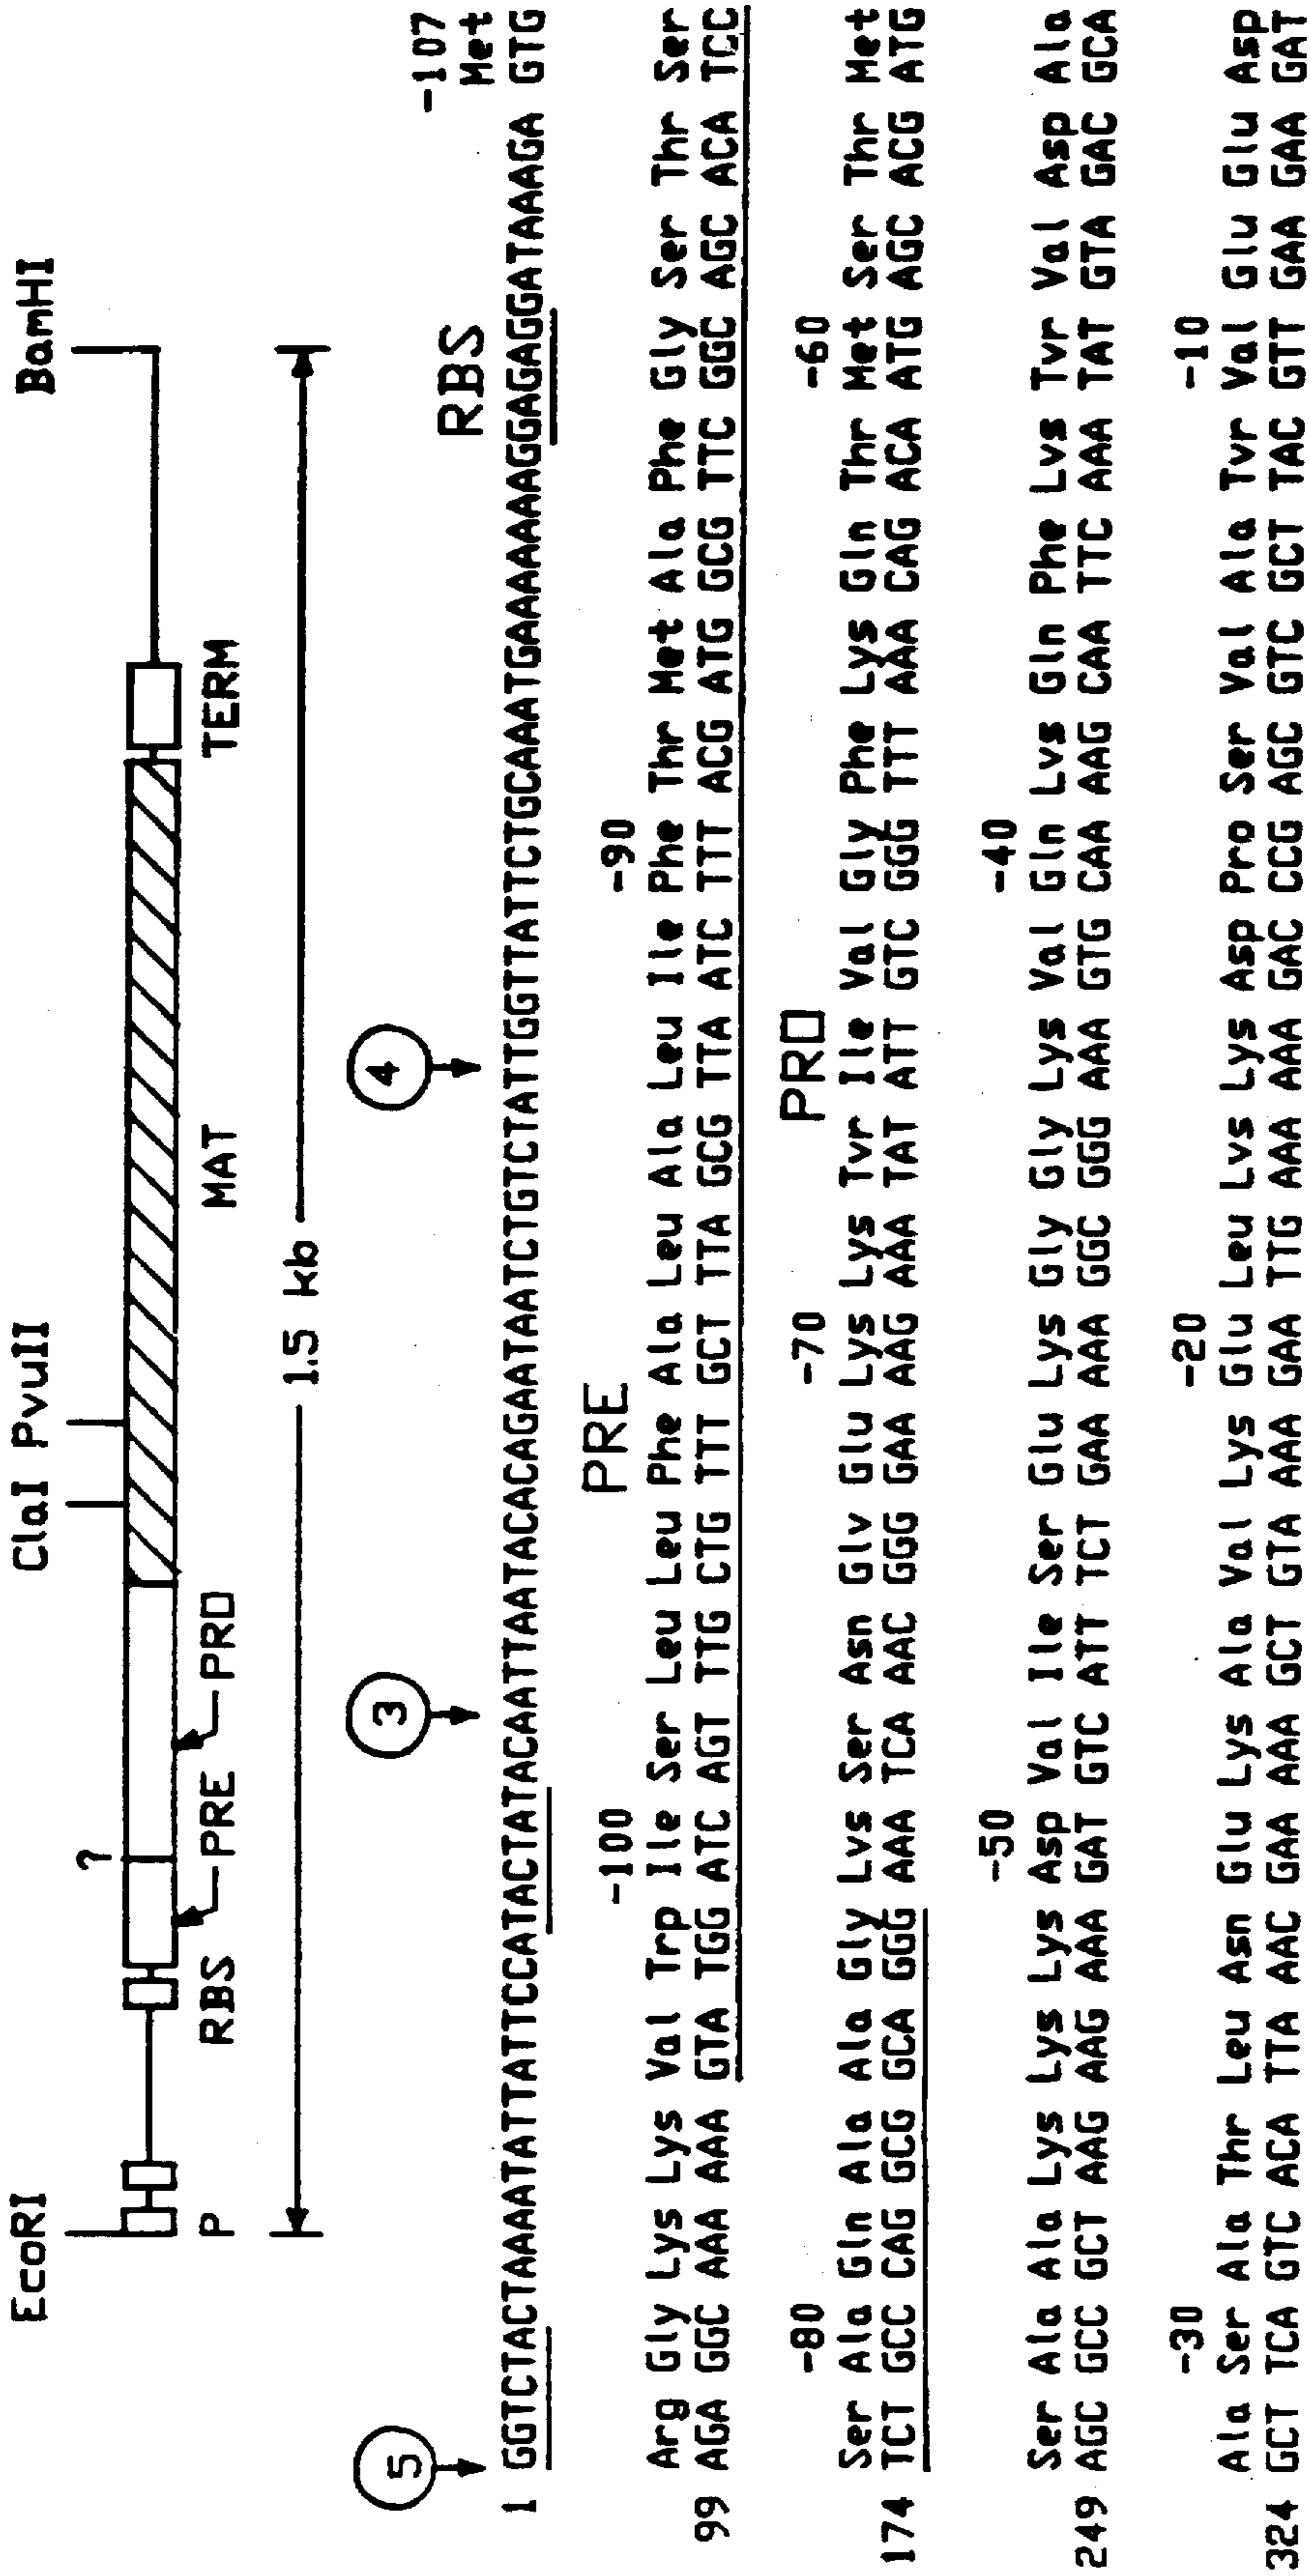 EcoRI ClaI PvuII BamHI
?
P RBS PRE PRO MAT TERM
1.5 kb
5 3 4 RBS -107
Met
1 GGTCTACTAAAATATTATTCCATACTATACAATTAATACACAGAATAATCTGTCTATTGGTTATTCTGCAAATGAAAAAAAGGAGAGGATAAAGA GTG
PRE
-100 -90
Arg Gly Lys Lys Val Trp Ile Ser Leu Leu Phe Ala Leu Ala Leu Ile Phe Thr Met Ala Phe Gly Ser Thr Ser
99 AGA GGC AAA AAA GTA TGG ATC AGT TTG CTG TTT GCT TTA GCG TTA ATC TTT ACG ATG GCG TTC GGC AGC ACA TCC
PRO
-80 -70 -60
Ser Ala Gln Ala Ala Gly Lvs Ser Asn Glv Glu Lys Lys Tvr Ile Val Gly Phe Lys Gln Thr Met Ser Thr Met
174 TCT GCC CAG GCG GCA GGG AAA TCA AAC GGG GAA AAG AAA TAT ATT GTC GGG TTT AAA CAG ACA ATG AGC ACG ATG
-50 -40
Ser Ala Ala Lys Lys Lys Asp Val Ile Ser Glu Lys Gly Gly Lys Val Gln Lvs Gln Phe Lvs Tvr Val Asp Ala
249 AGC GCC GCT AAG AAG AAA GAT GTC ATT TCT GAA AAA GGC GGG AAA GTG CAA AAG CAA TTC AAA TAT GTA GAC GCA
-30 -20 -10
Ala Ser Ala Thr Leu Asn Glu Lys Ala Val Lys Glu Leu Lvs Lys Asp Pro Ser Val Ala Tvr Val Glu Glu Asp
324 GCT TCA GTC ACA TTA AAC GAA AAA GCT GTA AAA GAA TTG AAA AAA GAC CCG AGC GTC GCT TAC GTT GAA GAA GAT